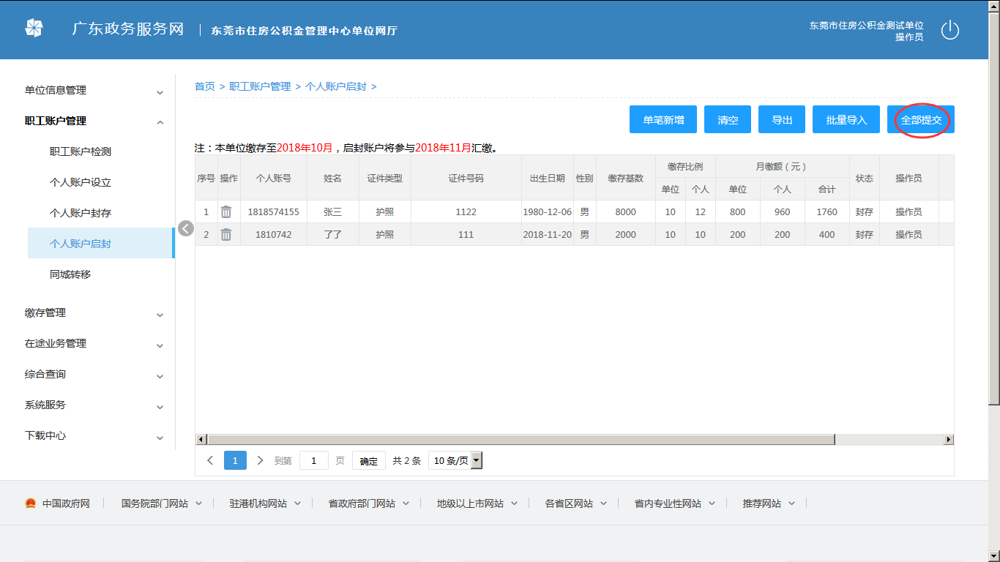 广东政务服务网 | 东莞市住房公积金管理中心单位网厅
东莞市住房公积金测试单位
操作员
单位信息管理
职工账户管理
职工账户检测
个人账户设立
个人账户封存
个人账户启封
同城转移
缴存管理
在途业务管理
综合查询
系统服务
下载中心
首页 > 职工账户管理 > 个人账户启封 >
单笔新增 清空 导出 批量导入 全部提交
注：本单位缴存至2018年10月，启封账户将参与2018年11月汇缴。
序号 操作 个人账号 姓名 证件类型 证件号码 出生日期 性别 缴存基数 缴存比例 月缴额（元） 状态 操作员
单位 个人 单位 个人 合计
1 1818574155 张三 护照 1122 1980-12-06 男 8000 10 12 800 960 1760 封存 操作员
2 1810742 了了 护照 111 2018-11-20 男 2000 10 10 200 200 400 封存 操作员
1 到第 1 页 确定 共 2 条 10 条/页
中国政府网 国务院部门网站 驻港机构网站 省政府部门网站 地级以上市网站 各省区网站 省内专业性网站 推荐网站